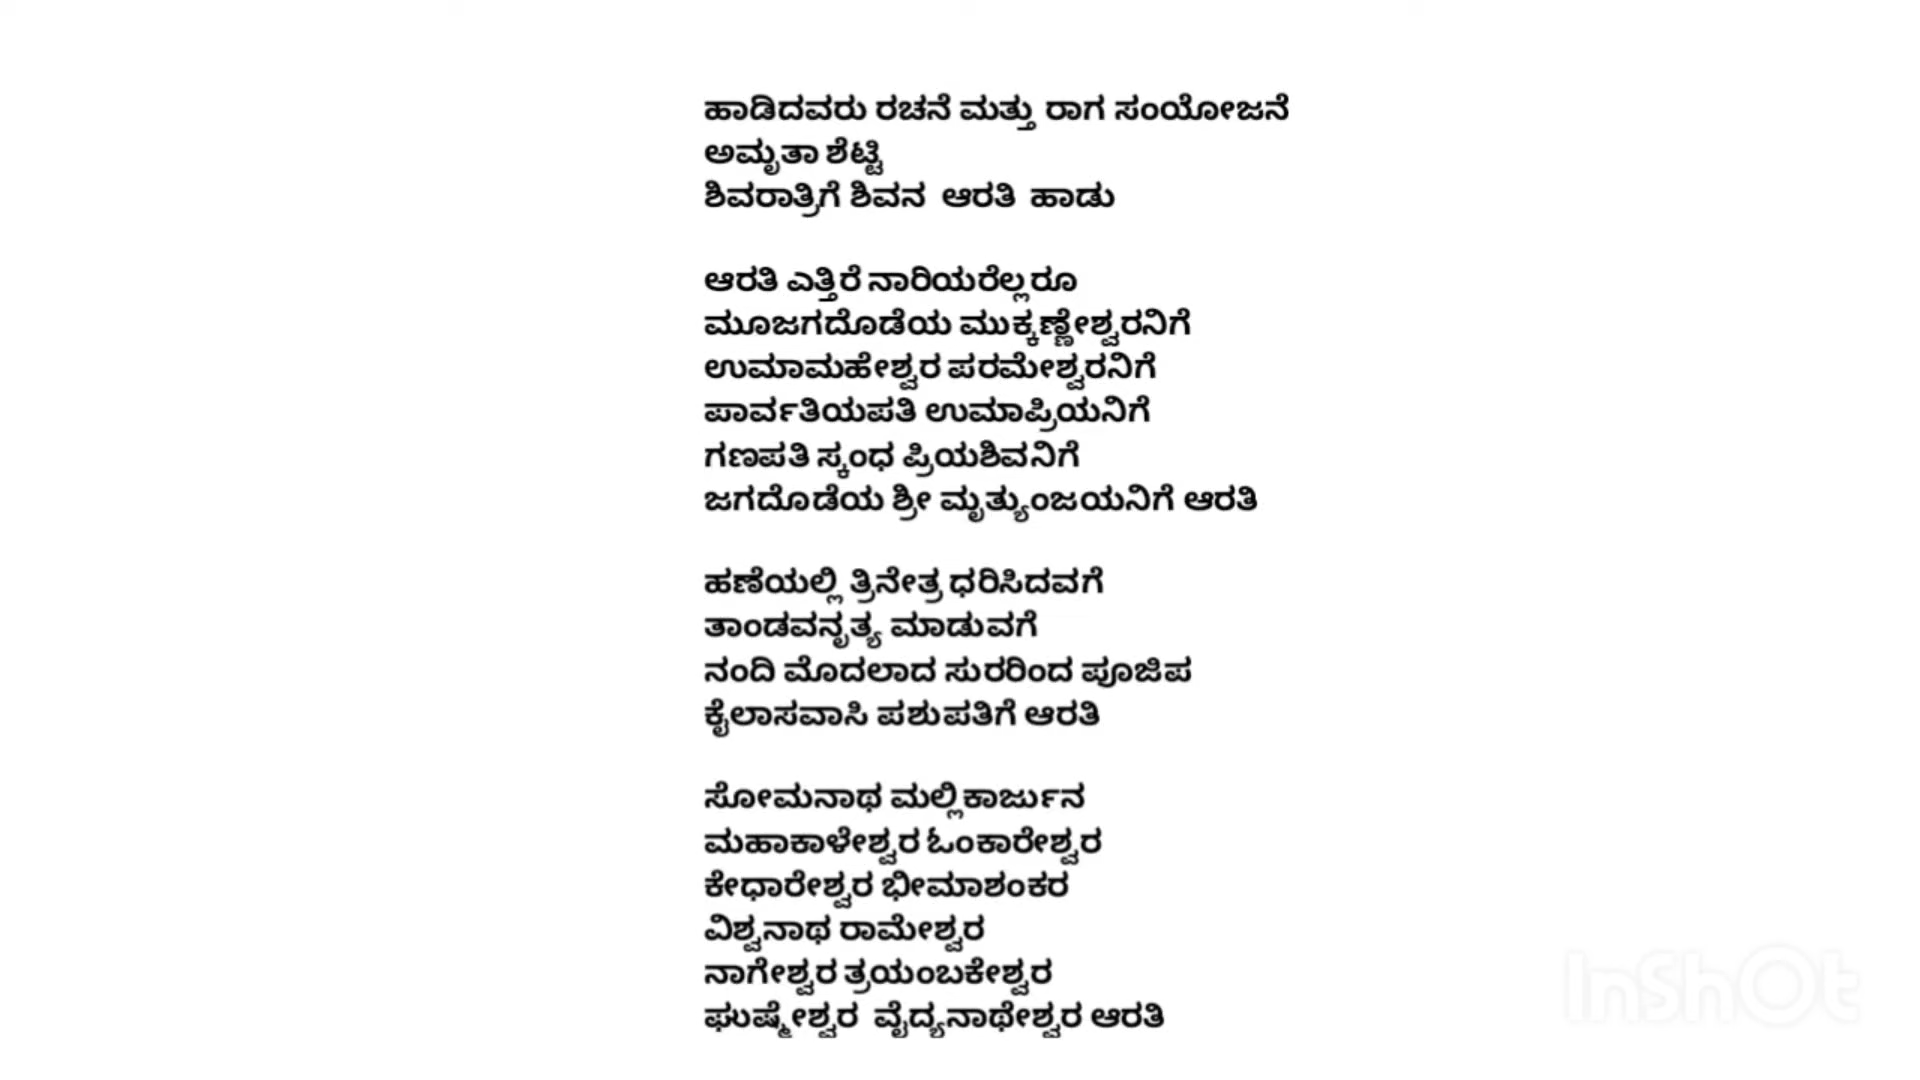 ಹಾಡಿದವರು ರಚನೆ ಮತ್ತು ರಾಗ ಸಂಯೋಜನೆ
ಅಮೃತಾ ಶೆಟ್ಟಿ
ಶಿವರಾತ್ರಿಗೆ ಶಿವನ ಆರತಿ ಹಾಡು
ಆರತಿ ಎತ್ತಿರೆ ನಾರಿಯರೆಲ್ಲರೂ
ಮೂಜಗದೊಡೆಯ ಮುಕ್ಕಣ್ಣೇಶ್ವರನಿಗೆ
ಉಮಾಮಹೇಶ್ವರ ಪರಮೇಶ್ವರನಿಗೆ
ಪಾರ್ವತಿಯಪತಿ ಉಮಾಪ್ರಿಯನಿಗೆ
ಗಣಪತಿ ಸ್ಕಂಧ ಪ್ರಿಯಶಿವನಿಗೆ
ಜಗದೊಡೆಯ ಶ್ರೀ ಮೃತ್ಯುಂಜಯನಿಗೆ ಆರತಿ
ಹಣೆಯಲ್ಲಿ ತ್ರಿನೇತ್ರ ಧರಿಸಿದವಗೆ
ತಾಂಡವನೃತ್ಯ ಮಾಡುವಗೆ
ನಂದಿ ಮೊದಲಾದ ಸುರರಿಂದ ಪೂಜಿಪ
ಕೈಲಾಸವಾಸಿ ಪಶುಪತಿಗೆ ಆರತಿ
ಸೋಮನಾಥ ಮಲ್ಲಿಕಾರ್ಜುನ
ಮಹಾಕಾಳೇಶ್ವರ ಓಂಕಾರೇಶ್ವರ
ಕೇಧಾರೇಶ್ವರ ಭೀಮಾಶಂಕರ
ವಿಶ್ವನಾಥ ರಾಮೇಶ್ವರ
ನಾಗೇಶ್ವರ ತ್ರಯಂಬಕೇಶ್ವರ
ಘುಷ್ಮೇಶ್ವರ ವೈದ್ಯನಾಥೇಶ್ವರ ಆರತಿ
InShOt